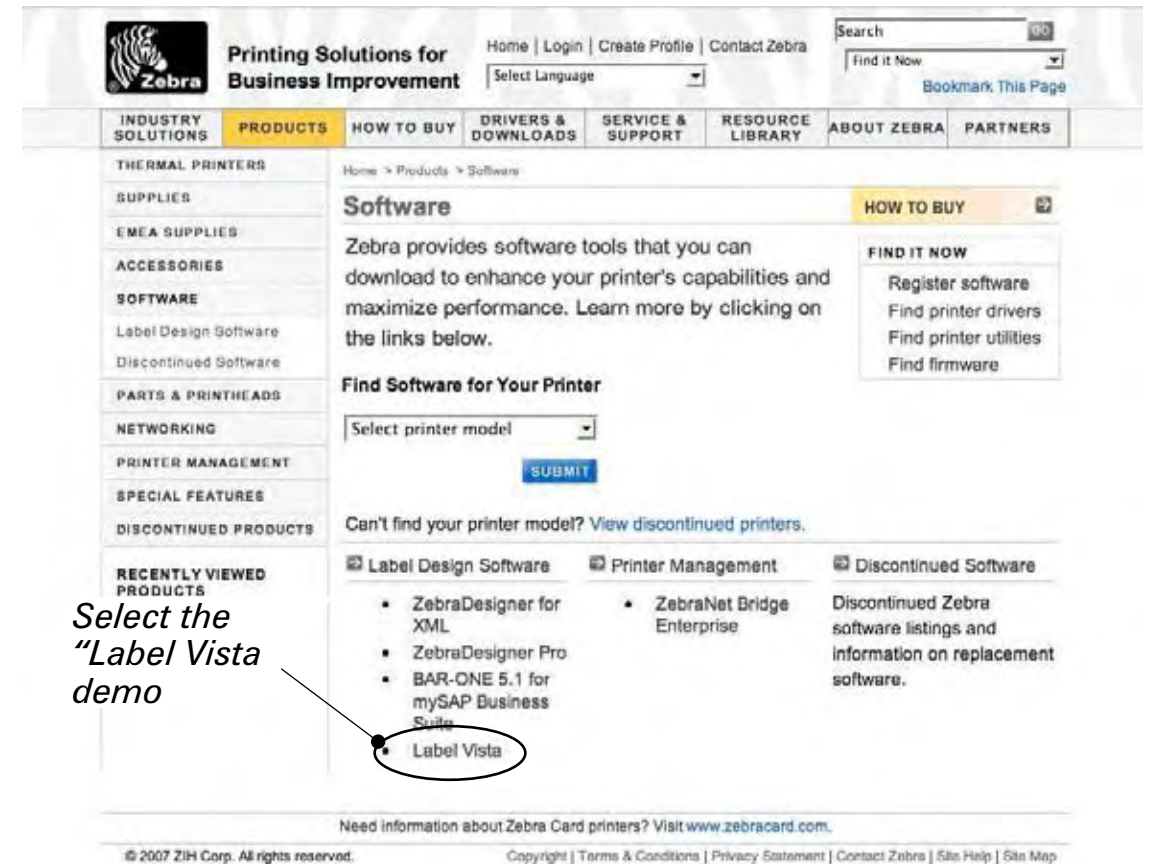 Zebra
Printing Solutions for
Business Improvement
Home | Login | Create Profile | Contact Zebra
Select Language
Search
GO
Find it Now
Bookmark This Page
INDUSTRY SOLUTIONS
PRODUCTS
HOW TO BUY
DRIVERS & DOWNLOADS
SERVICE & SUPPORT
RESOURCE LIBRARY
ABOUT ZEBRA
PARTNERS
THERMAL PRINTERS
SUPPLIES
EMEA SUPPLIES
ACCESSORIES
SOFTWARE
Label Design Software
Discontinued Software
PARTS & PRINTHEADS
NETWORKING
PRINTER MANAGEMENT
SPECIAL FEATURES
DISCONTINUED PRODUCTS
RECENTLY VIEWED
PRODUCTS
Home > Products > Software
Software
Zebra provides software tools that you can
download to enhance your printer's capabilities and
maximize performance. Learn more by clicking on
the links below.
HOW TO BUY
FIND IT NOW
Register software
Find printer drivers
Find printer utilities
Find firmware
Find Software for Your Printer
Select printer model
SUBMIT
Can't find your printer model? View discontinued printers.
Label Design Software
• ZebraDesigner for
XML
• ZebraDesigner Pro
• BAR-ONE 5.1 for
mySAP Business
Suite
• Label Vista
Printer Management
• ZebraNet Bridge
Enterprise
Discontinued Software
Discontinued Zebra
software listings and
information on replacement
software.
Select the
“Label Vista
demo
Need information about Zebra Card printers? Visit www.zebracard.com.
© 2007 ZIH Corp. All rights reserved.
Copyright | Terms & Conditions | Privacy Statement | Contact Zebra | Site Help | Site Map